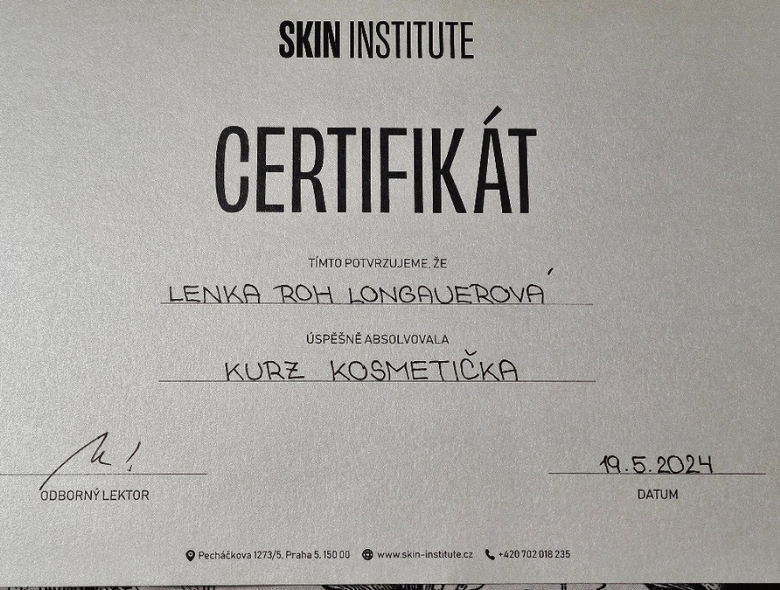 SKIN INSTITUTE
CERTIFIKÁT
TÍMTO POTVRZUJEME, ŽE
LENKA ROH LONGAUEROVÁ
ÚSPĚŠNĚ ABSOLVOVALA
KURZ KOSMETIČKA
19.5.2024
ODBORNÝ LEKTOR DATUM
Pecháčkova 1273/5, Praha 5, 150 00 www.skin-institute.cz +420 702 018 235